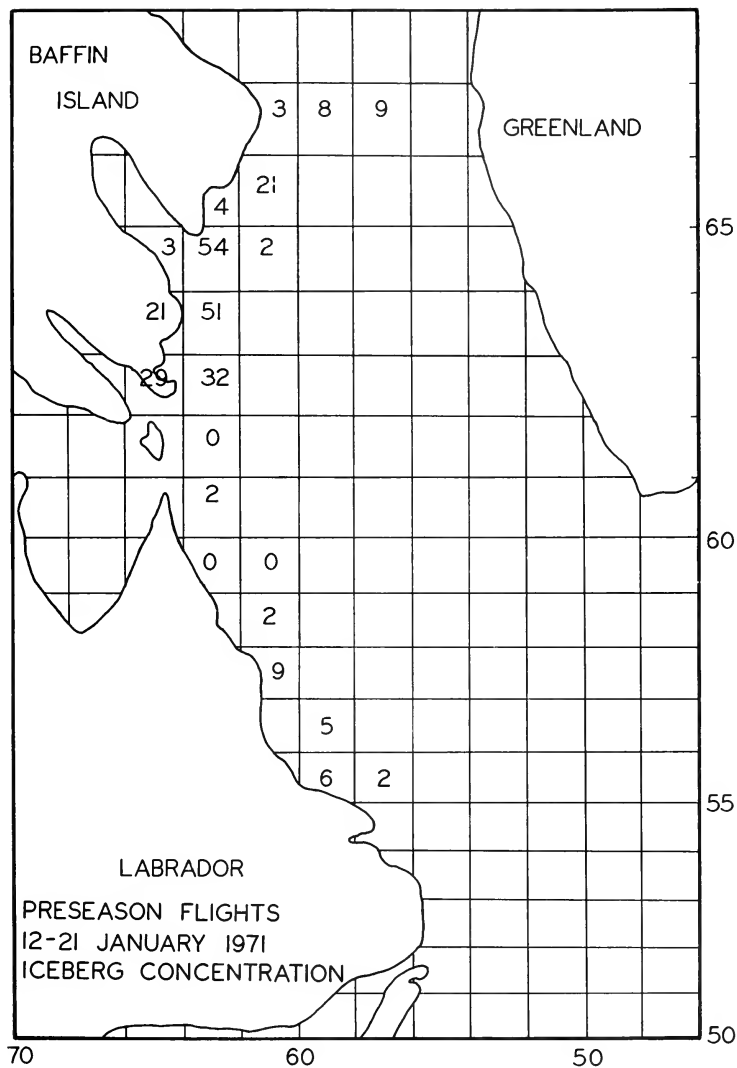 BAFFIN
ISLAND
GREENLAND
3 8 9
21
4
65
3 54 2
21 51
29 32
0
2
60
0 0
2
9
5
6 2
55
LABRADOR
PRESEASON FLIGHTS
12-21 JANUARY 1971
ICEBERG CONCENTRATION
50
70 60 50